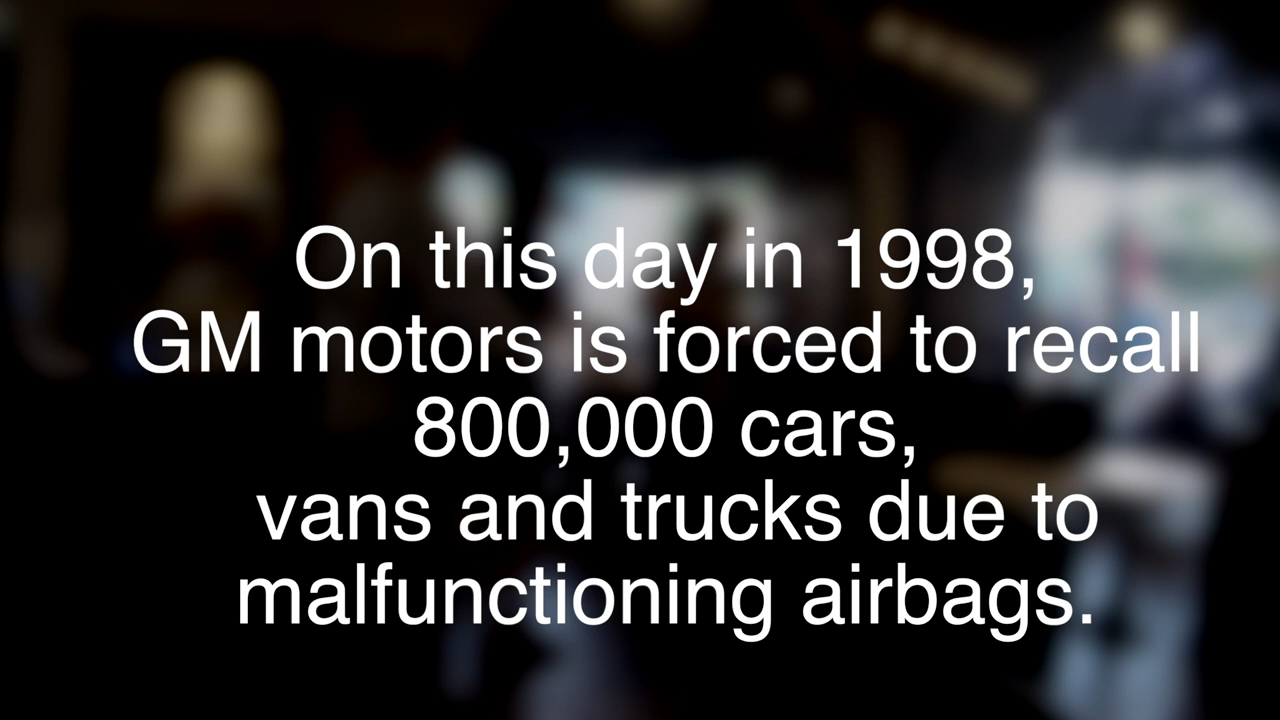 On this day in 1998,
GM motors is forced to recall
800,000 cars,
vans and trucks due to
malfunctioning airbags.